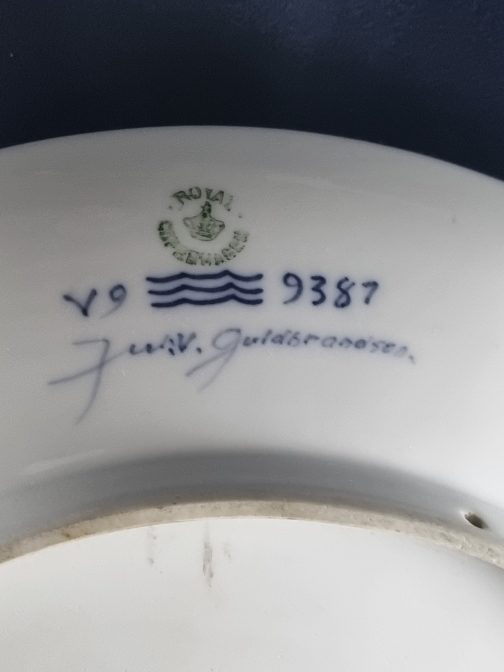 ROYAL
COPENHAGEN
V9 9387
J. W. V. Guldbrandsen.